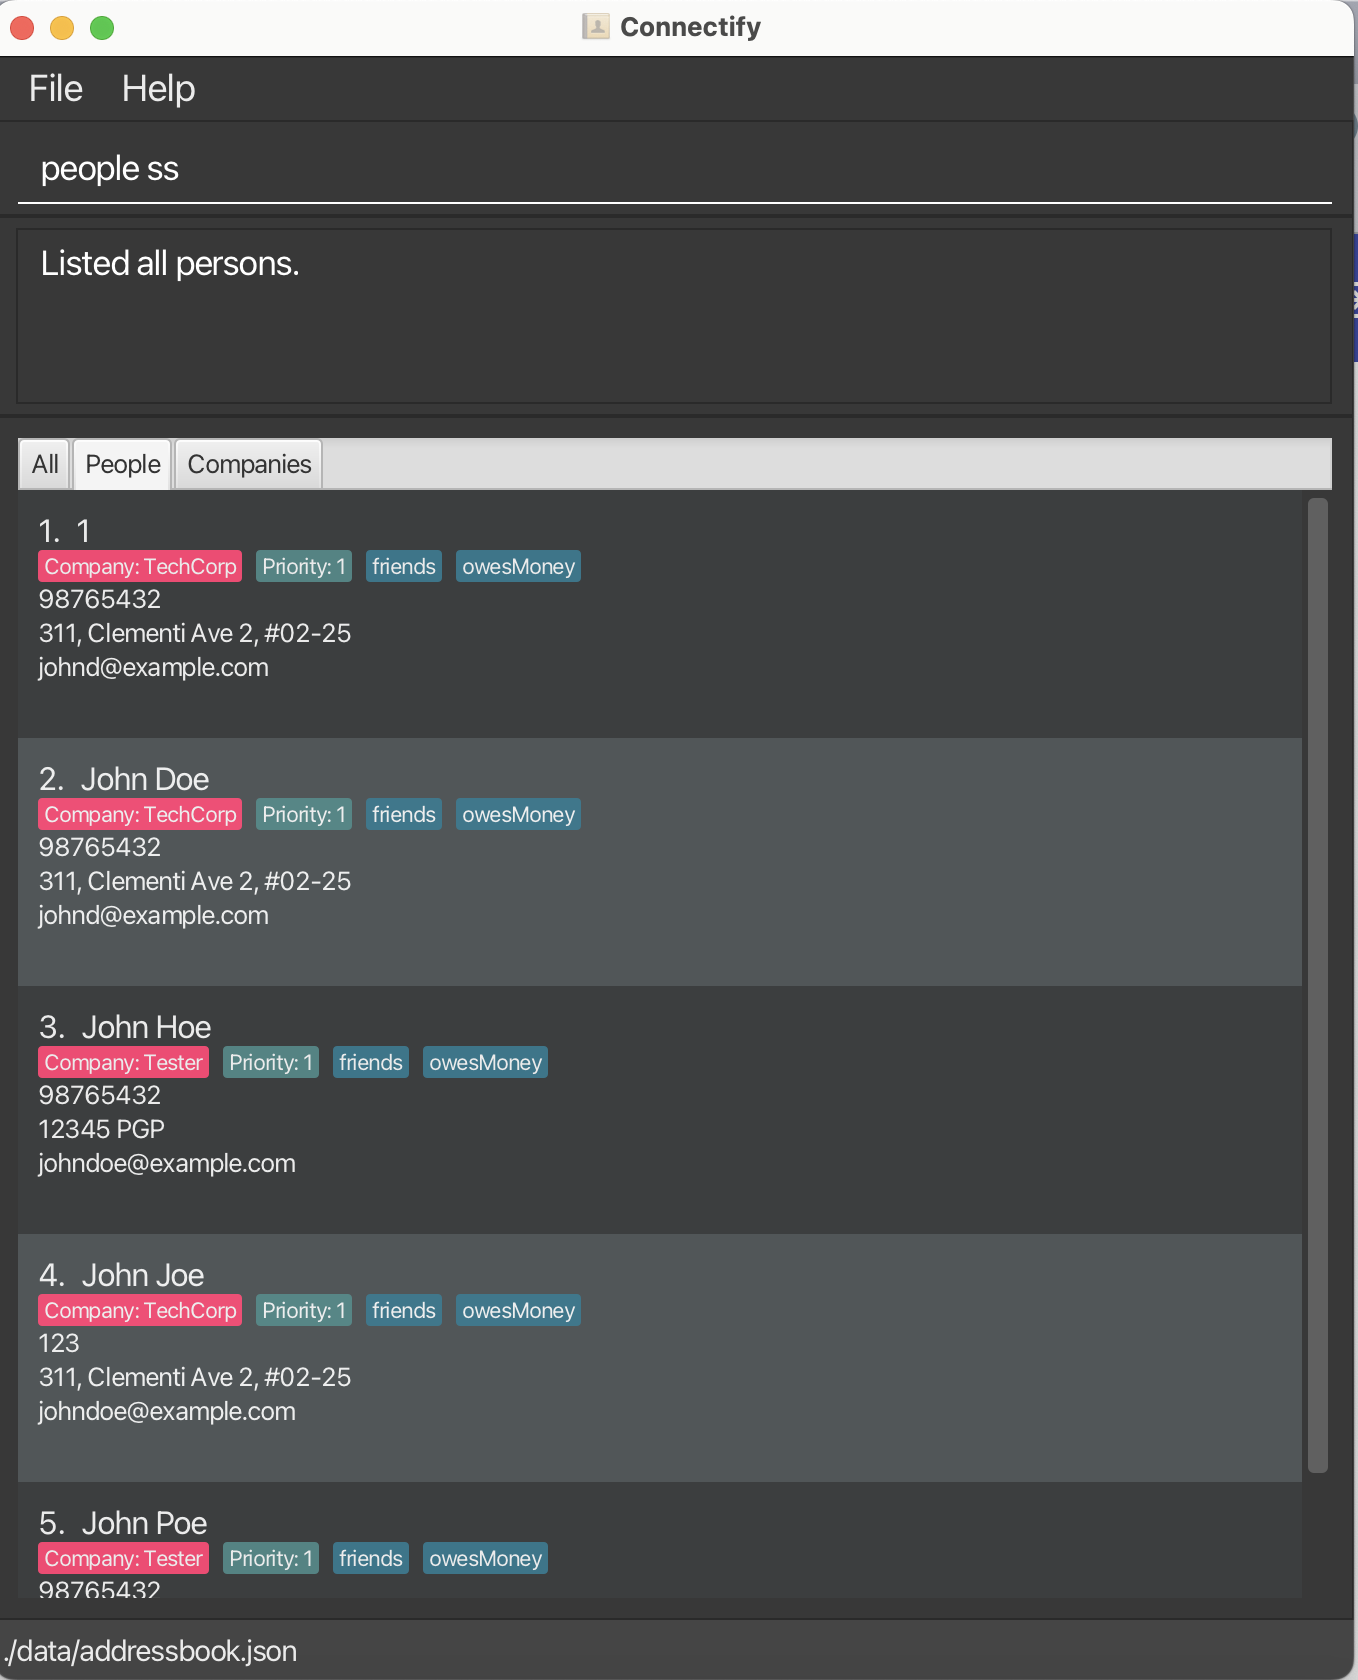 Connectify
File Help
people ss
Listed all persons.
All People Companies
1. 1
Company: TechCorp Priority: 1 friends owesMoney
98765432
311, Clementi Ave 2, #02-25
johnd@example.com
2. John Doe
Company: TechCorp Priority: 1 friends owesMoney
98765432
311, Clementi Ave 2, #02-25
johnd@example.com
3. John Hoe
Company: Tester Priority: 1 friends owesMoney
98765432
12345 PGP
johndoe@example.com
4. John Joe
Company: TechCorp Priority: 1 friends owesMoney
123
311, Clementi Ave 2, #02-25
johndoe@example.com
5. John Poe
Company: Tester Priority: 1 friends owesMoney
98765432
./data/addressbook.json